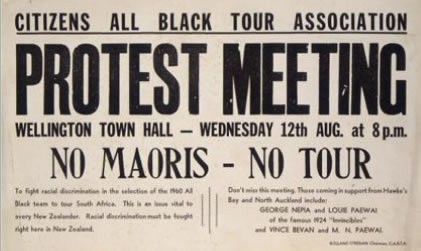 CITIZENS ALL BLACK TOUR ASSOCIATION
PROTEST MEETING
WELLINGTON TOWN HALL — WEDNESDAY 12th AUG. at 8 p.m.
NO MAORIS - NO TOUR
To fight racial discrimination in the selection of the 1960 All
Black team to tour South Africa. This is an issue vital to
every New Zealander. Racial discrimination must be fought
right here in New Zealand.
Don't miss this meeting. Those coming in support from Hawke's
Bay and North Auckland include:
GEORGE NEPIA and LOUIE PAEWAI
of the famous 1924 "Invincibles"
and VINCE BEVAN and M. N. PAEWAI.
Chairman, C.A.B.T.A.